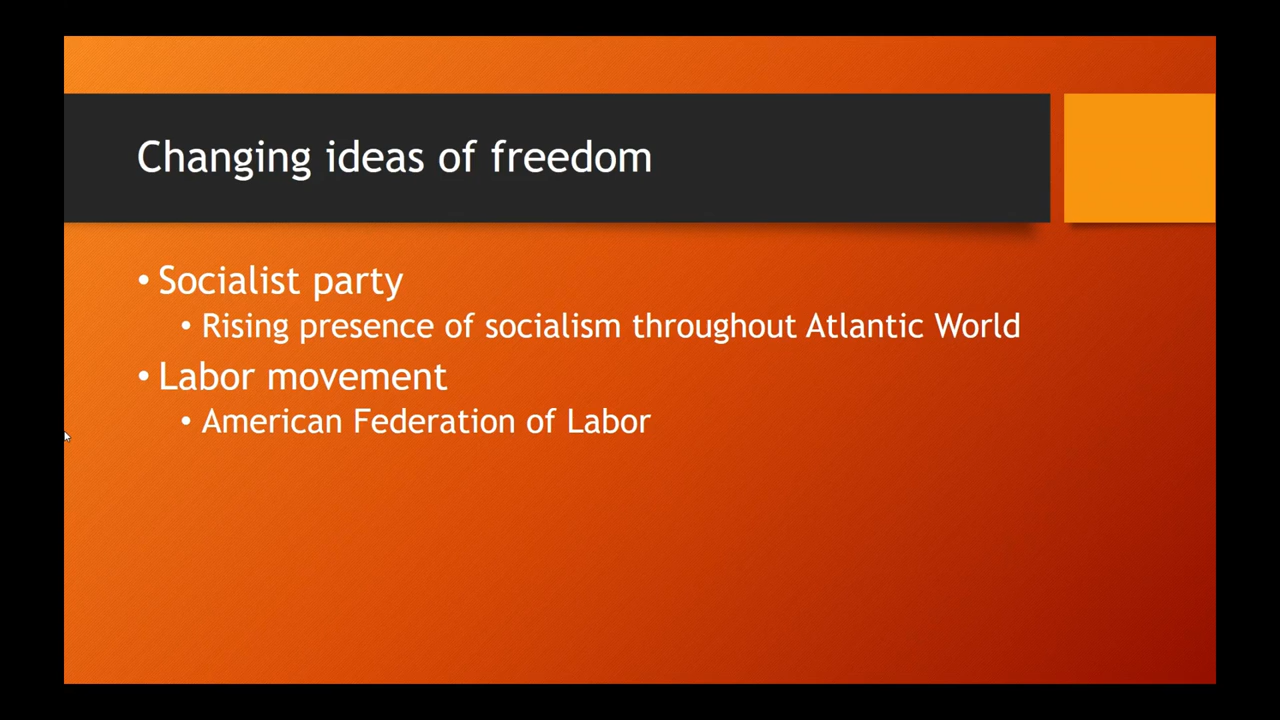 Changing ideas of freedom
• Socialist party
• Rising presence of socialism throughout Atlantic World
• Labor movement
• American Federation of Labor